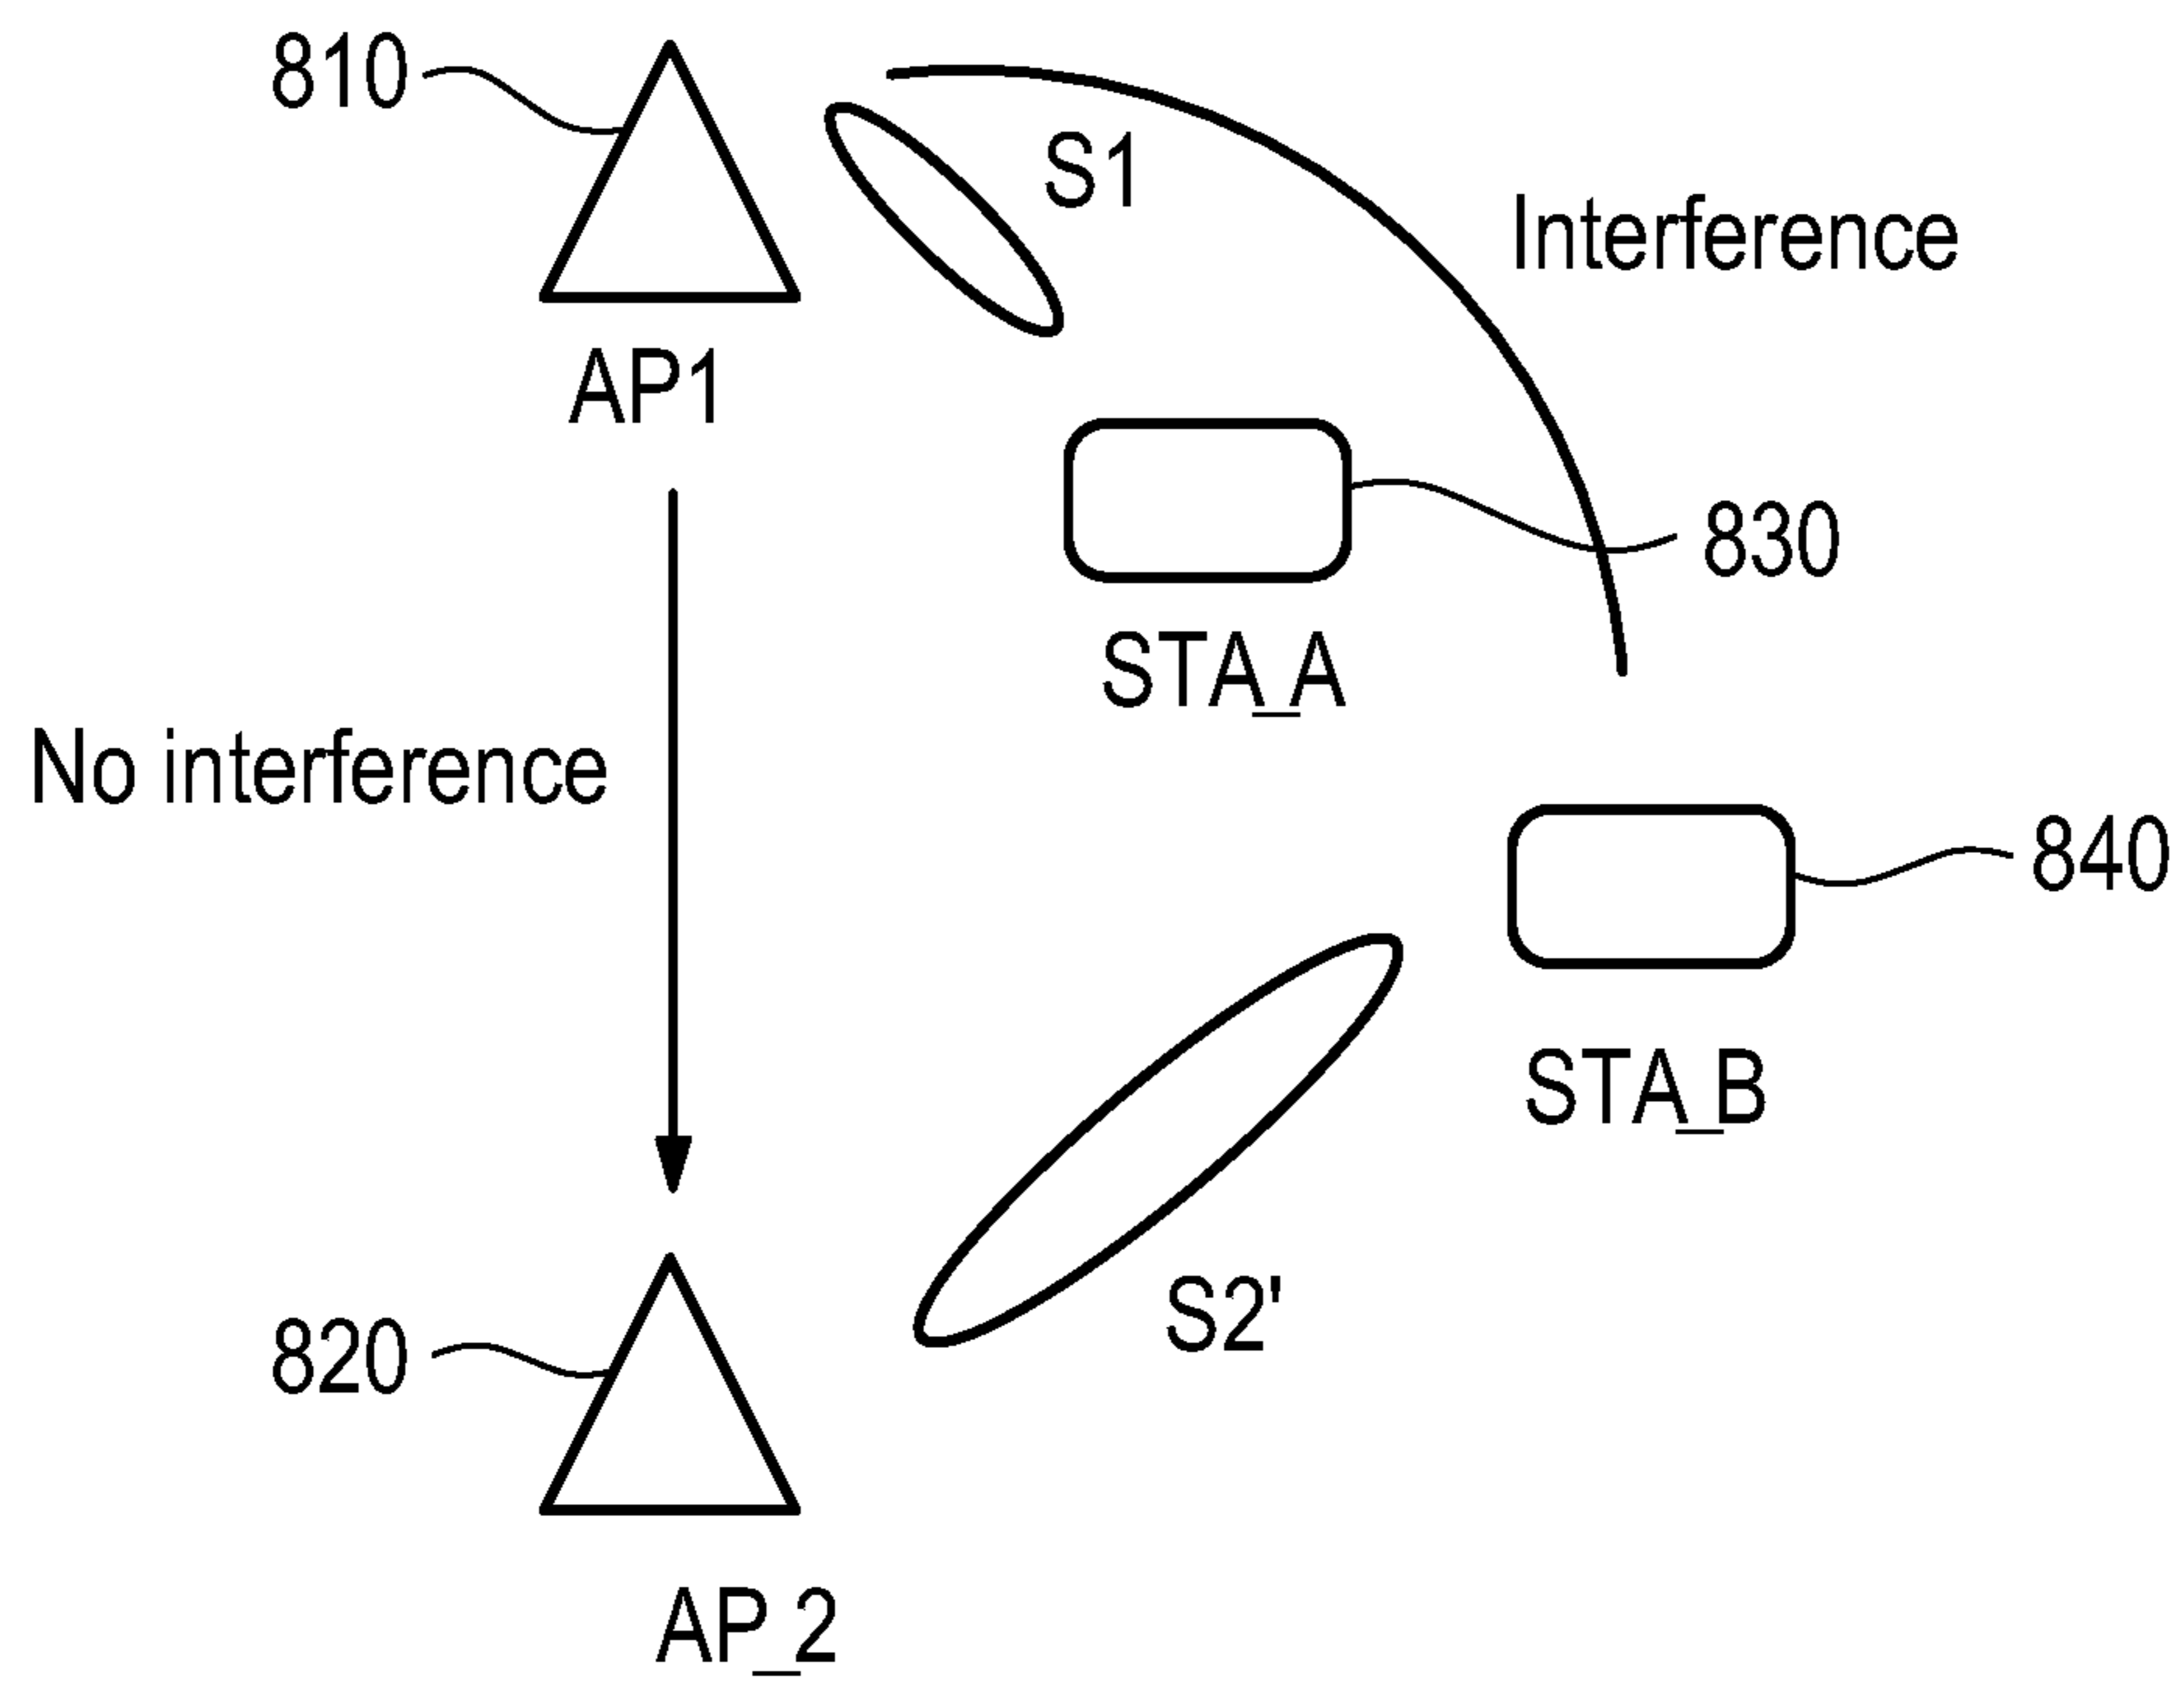 810
S1
Interference
AP1
830
STA_A
No interference
840
STA_B
S2'
820
AP_2